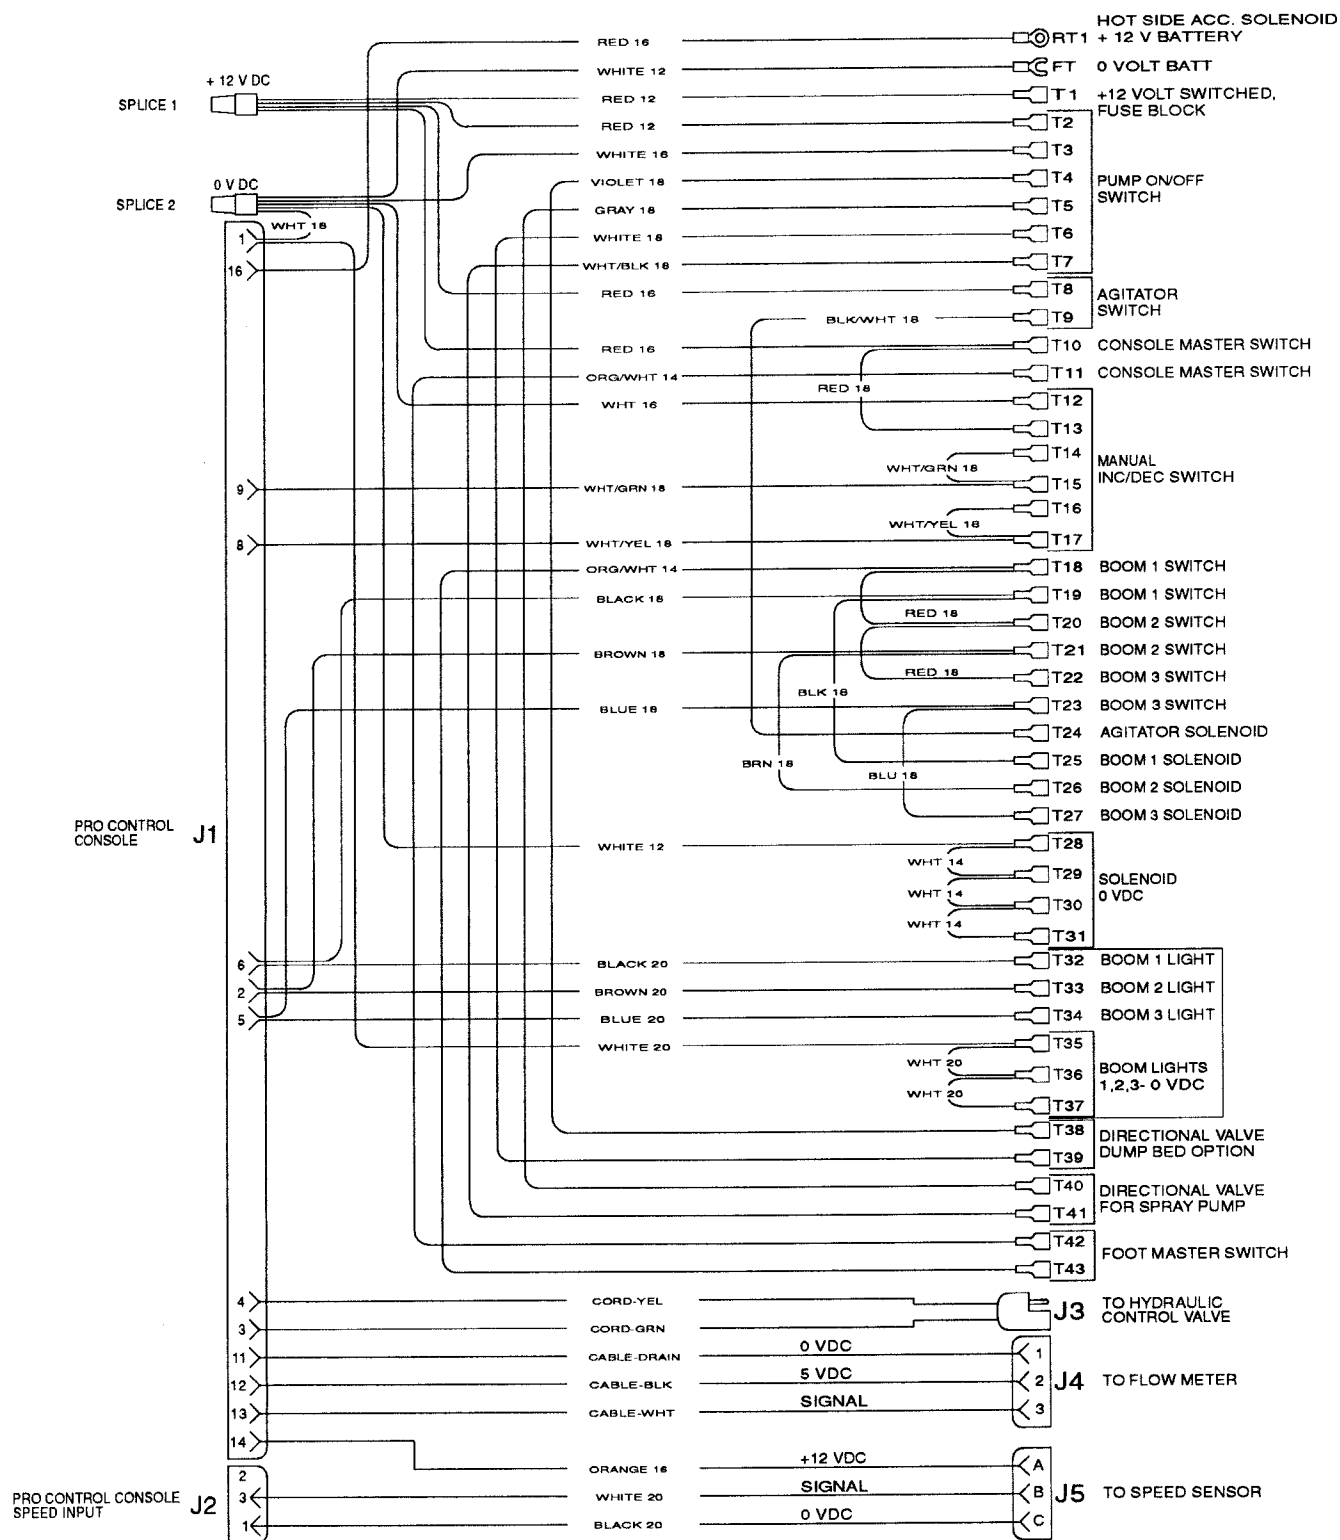 HOT SIDE ACC. SOLENOID
RED 16 RT1 + 12 V BATTERY
WHITE 12 FT 0 VOLT BATT
+ 12 V DC
SPLICE 1
RED 12 T1 +12 VOLT SWITCHED,
FUSE BLOCK
RED 12 T2
WHITE 16 T3
0 V DC
SPLICE 2
VIOLET 18 T4 PUMP ON/OFF
SWITCH
GRAY 18 T5
WHT 18
1
WHITE 18 T6
16
WHT/BLK 18 T7
RED 16 T8 AGITATOR
SWITCH
BLK/WHT 18 T9
RED 16 T10 CONSOLE MASTER SWITCH
ORG/WHT 14 T11 CONSOLE MASTER SWITCH
RED 18
WHT 16 T12
T13
T14
WHT/GRN 18
MANUAL
INC/DEC SWITCH
9 WHT/GRN 18 T15
T16
WHT/YEL 18
8 WHT/YEL 18 T17
ORG/WHT 14 T18 BOOM 1 SWITCH
BLACK 18 T19 BOOM 1 SWITCH
RED 18
T20 BOOM 2 SWITCH
BROWN 18 T21 BOOM 2 SWITCH
RED 18
T22 BOOM 3 SWITCH
BLK 18
BLUE 18 T23 BOOM 3 SWITCH
T24 AGITATOR SOLENOID
T25 BOOM 1 SOLENOID
BRN 18
BLU 18
T26 BOOM 2 SOLENOID
T27 BOOM 3 SOLENOID
PRO CONTROL
CONSOLE
J1
WHITE 12 T28
WHT 14
T29
SOLENOID
0 VDC
WHT 14
T30
WHT 14
T31
6 BLACK 20 T32 BOOM 1 LIGHT
2 BROWN 20 T33 BOOM 2 LIGHT
5 BLUE 20 T34 BOOM 3 LIGHT
WHITE 20 T35
WHT 20
T36
BOOM LIGHTS
1,2,3- 0 VDC
WHT 20
T37
T38 DIRECTIONAL VALVE
DUMP BED OPTION
T39
T40 DIRECTIONAL VALVE
FOR SPRAY PUMP
T41
T42
FOOT MASTER SWITCH
T43
4 CORD-YEL
J3 TO HYDRAULIC
CONTROL VALVE
3 CORD-GRN
11 CABLE-DRAIN 0 VDC 1
12 CABLE-BLK 5 VDC 2 J4 TO FLOW METER
13 CABLE-WHT SIGNAL 3
14
ORANGE 16 +12 VDC A
2
PRO CONTROL CONSOLE
SPEED INPUT
J2
3 WHITE 20 SIGNAL B J5 TO SPEED SENSOR
1 BLACK 20 0 VDC C